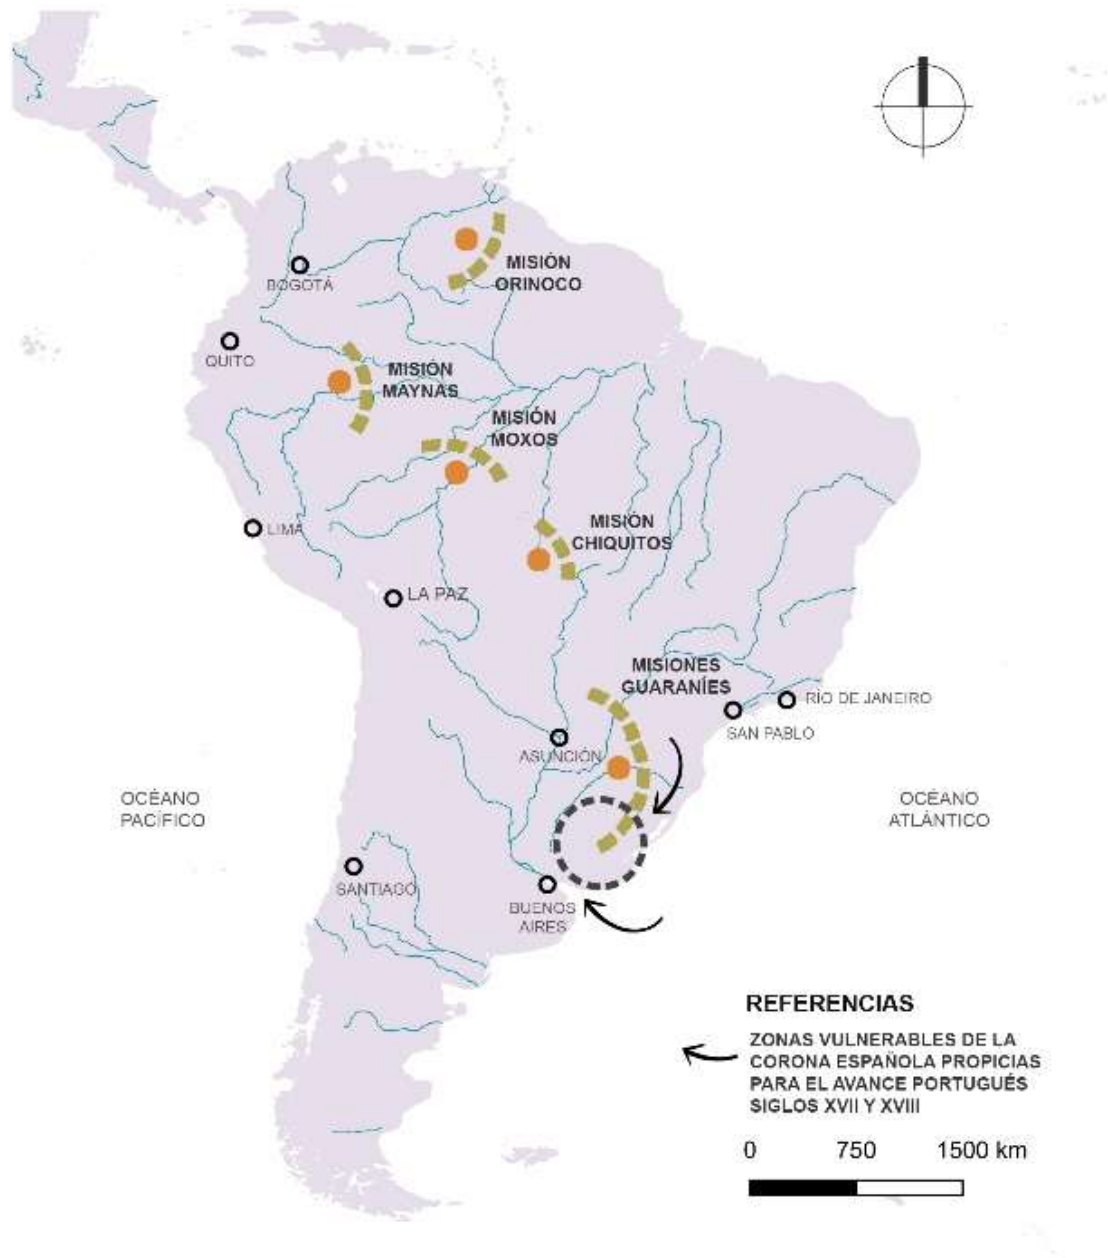 MISIÓN
ORINOCO
BOGOTÁ
QUITO
MISIÓN
MAYNAS
MISIÓN
MOXOS
LIMA
MISIÓN
CHIQUITOS
LA PAZ
MISIONES
GUARANÍES
RÍO DE JANEIRO
SAN PABLO
ASUNCIÓN
OCÉANO
PACÍFICO
OCÉANO
ATLÁNTICO
SANTIAGO
BUENOS
AIRES
REFERENCIAS
ZONAS VULNERABLES DE LA
CORONA ESPAÑOLA PROPICIAS
PARA EL AVANCE PORTUGUÉS
SIGLOS XVII Y XVIII
0 750 1500 km